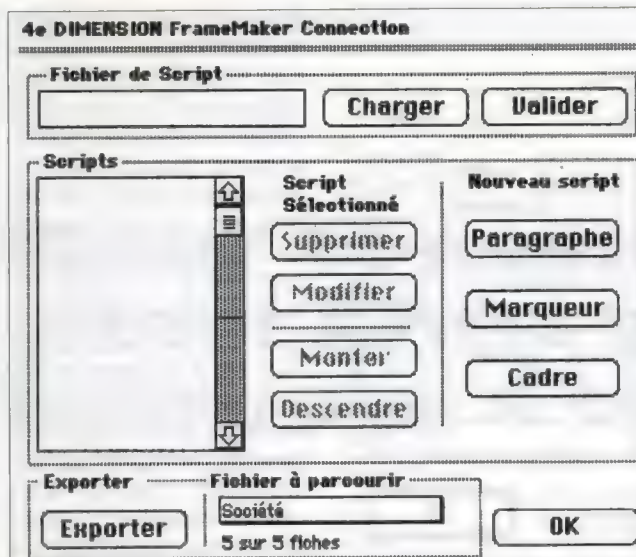 4e DIMENSION FrameMaker Connection
Fichier de Script
Charger
Valider
Scripts
Script
Sélectionné
Nouveau script
Supprimer
Paragraphe
Modifier
Marqueur
Monter
Cadre
Descendre
Exporter
Fichier à parcourir
Société
Exporter
5 sur 5 fiches
OK